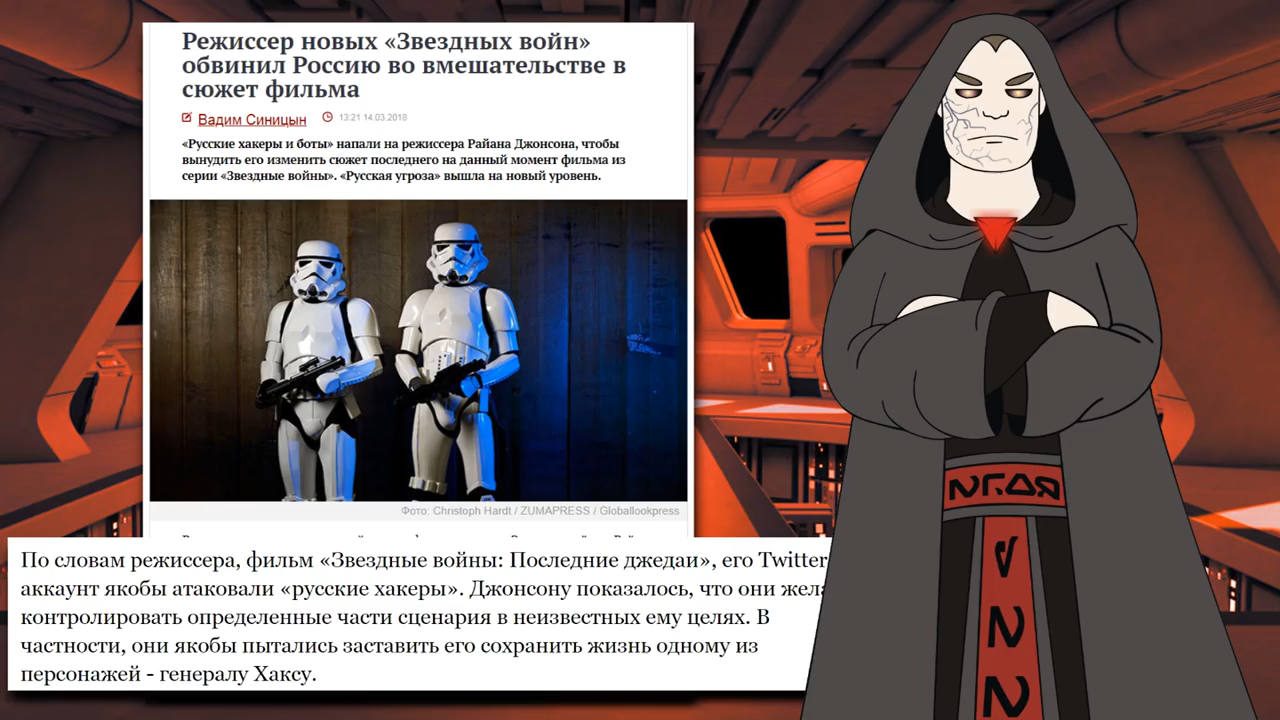 Режиссер новых «Звездных войн»
обвинил Россию во вмешательстве в
сюжет фильма
Вадим Синицын 13:21 14.03.2018
«Русские хакеры и боты» напали на режиссера Райана Джонсона, чтобы
вынудить его изменить сюжет последнего на данный момент фильма из
серии «Звездные войны». «Русская угроза» вышла на новый уровень.
Фото: Christoph Hardt / ZUMAPRESS / Globallookpress
По словам режиссера, фильм «Звездные войны: Последние джедаи», его Twitter
аккаунт якобы атаковали «русские хакеры». Джонсону показалось, что они
контролировать определенные части сценария в неизвестных ему целях. В
частности, они якобы пытались заставить его сохранить жизнь одному из
персонажей - генералу Хаксу.